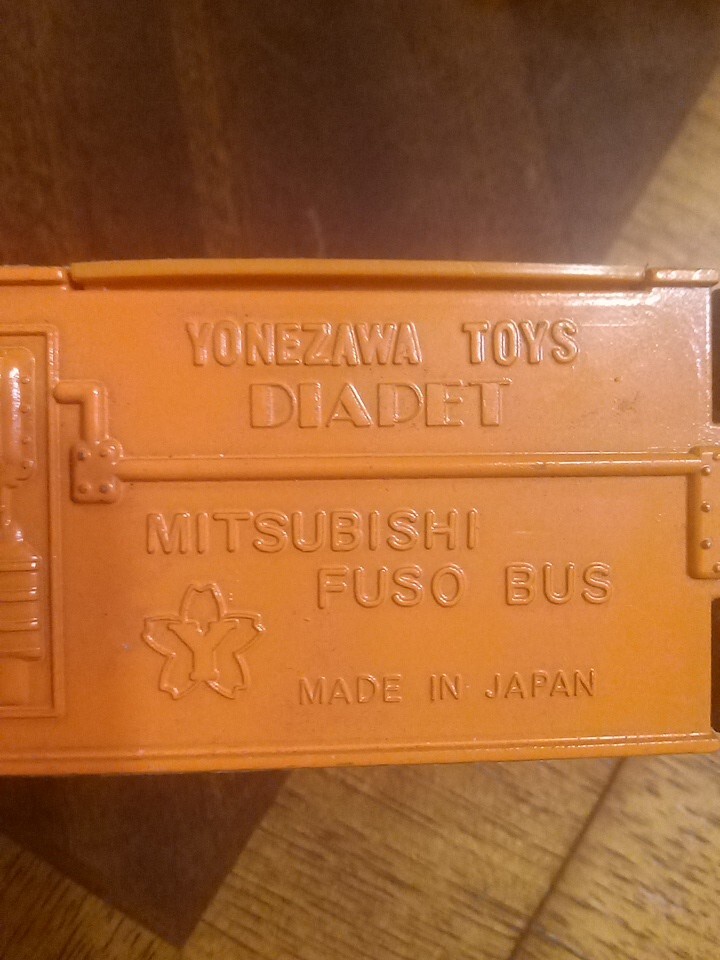 YONEZAWA TOYS
DIAPET
MITSUBISHI
FUSO BUS
Y
MADE IN JAPAN